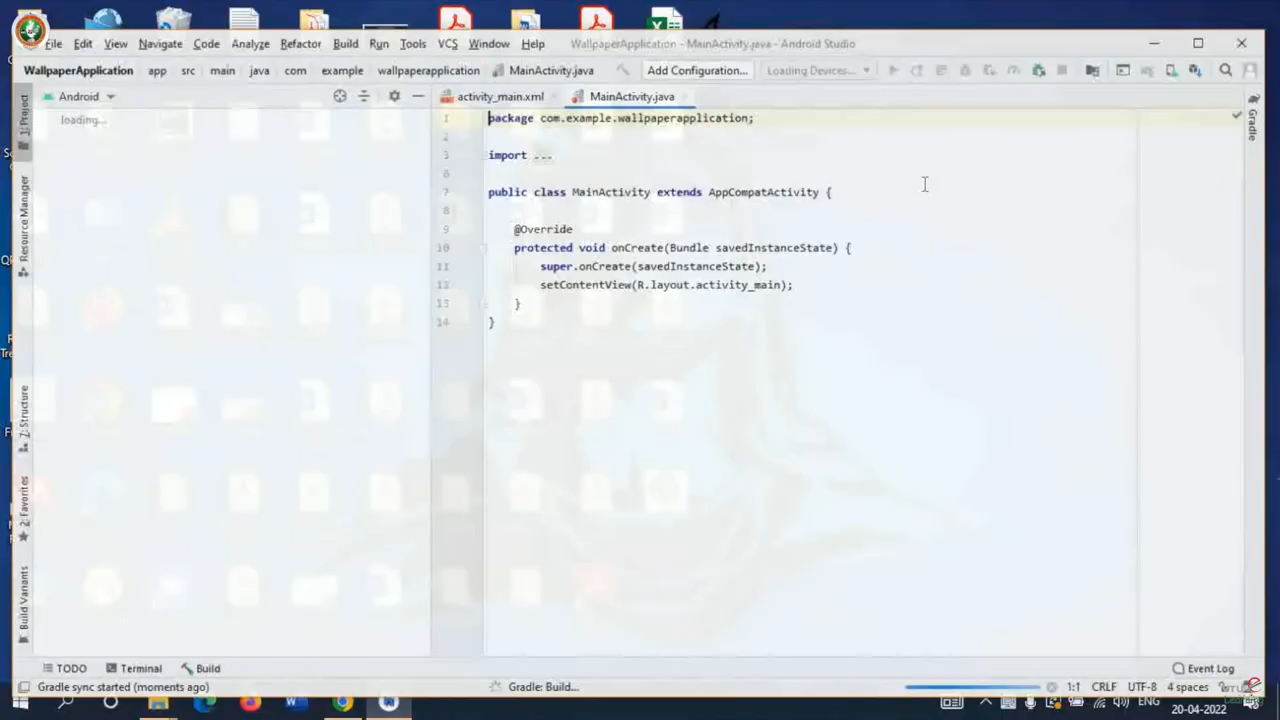 File Edit View Navigate Code Analyze Refactor Build Run Tools VCS Window Help WallpaperApplication - MainActivity.java - Android Studio
WallpaperApplication app src main java com example wallpaperapplication MainActivity.java Add Configuration... Loading Devices...
1: Project
Android
activity_main.xml MainActivity.java
Gradle
loading...
1 package com.example.wallpaperapplication;
2
3 import ...
6
7 public class MainActivity extends AppCompatActivity {
8
9 @Override
10 protected void onCreate(Bundle savedInstanceState) {
11 super.onCreate(savedInstanceState);
12 setContentView(R.layout.activity_main);
13 }
14 }
Resource Manager
7: Structure
2: Favorites
Build Variants
TODO Terminal Build Event Log
Gradle sync started (moments ago) Gradle: Build... 1:1 CRLF UTF-8 4 spaces
ENG
20-04-2022